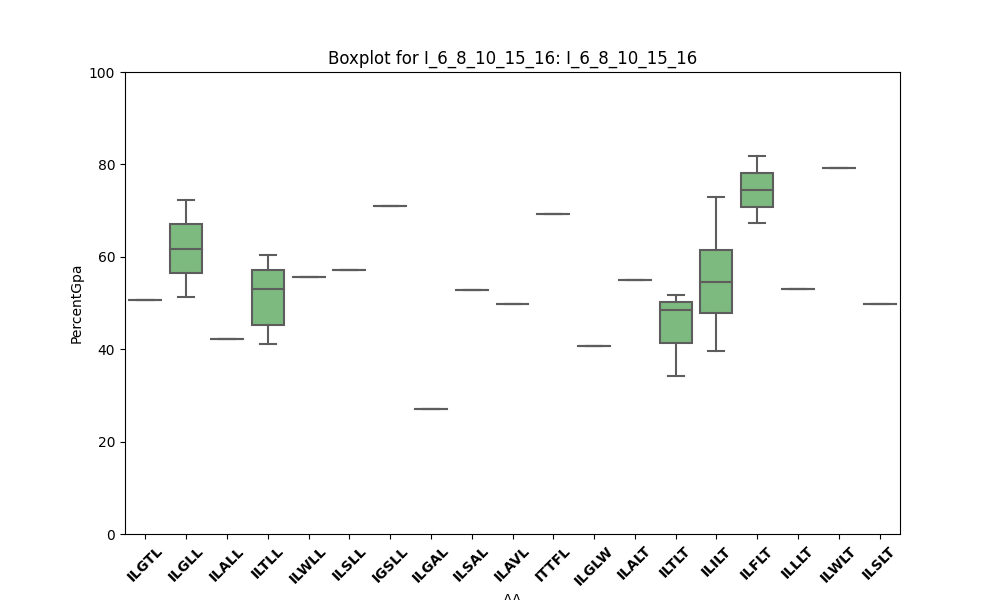 Boxplot for I_6_8_10_15_16: I_6_8_10_15_16
PercentGpa
100
80
60
40
20
0
ILGTL
ILGLL
ILALL
ILTLL
ILWLL
ILSLL
IGSLL
ILGAL
ILSAL
ILAVL
ITTFL
ILGLW
ILALT
ILTLT
ILILT
ILFLT
ILLLT
ILWLT
ILSLT
AA